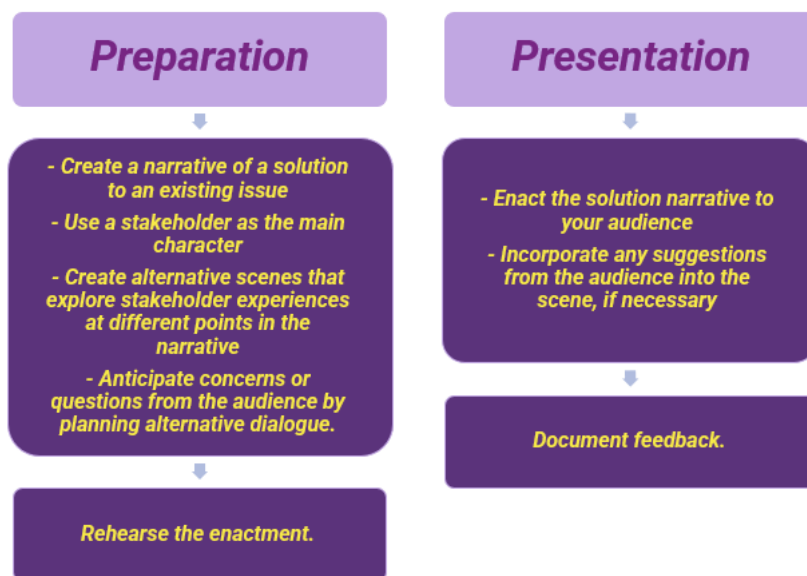 Preparation
- Create a narrative of a solution
to an existing issue
- Use a stakeholder as the main
character
- Create alternative scenes that
explore stakeholder experiences
at different points in the
narrative
- Anticipate concerns or
questions from the audience by
planning alternative dialogue.
Rehearse the enactment.
Presentation
- Enact the solution narrative to
your audience
- Incorporate any suggestions
from the audience into the
scene, if necessary
Document feedback.